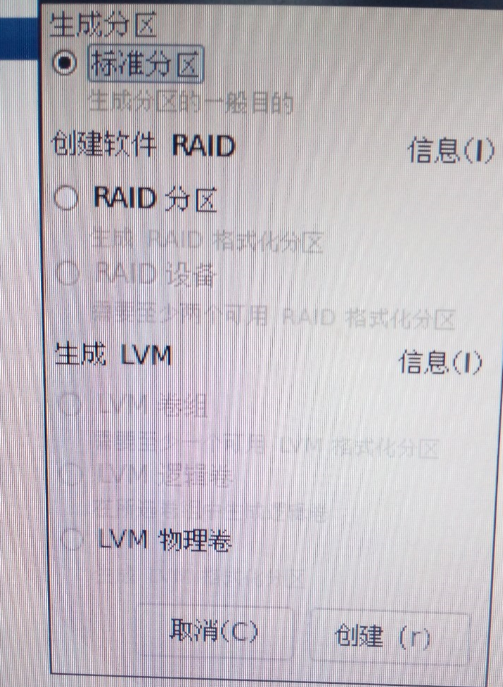 生成分区
标准分区
生成分区的一般目的
创建软件 RAID
信息(I)
RAID 分区
生成 RAID 格式化分区
RAID 设备
需要至少两个可用 RAID 格式化分区
生成 LVM
信息(I)
LVM 卷组
需要至少一个可用 LVM 格式化分区
LVM 逻辑卷
LVM 物理卷
取消(C)
创建 (r)